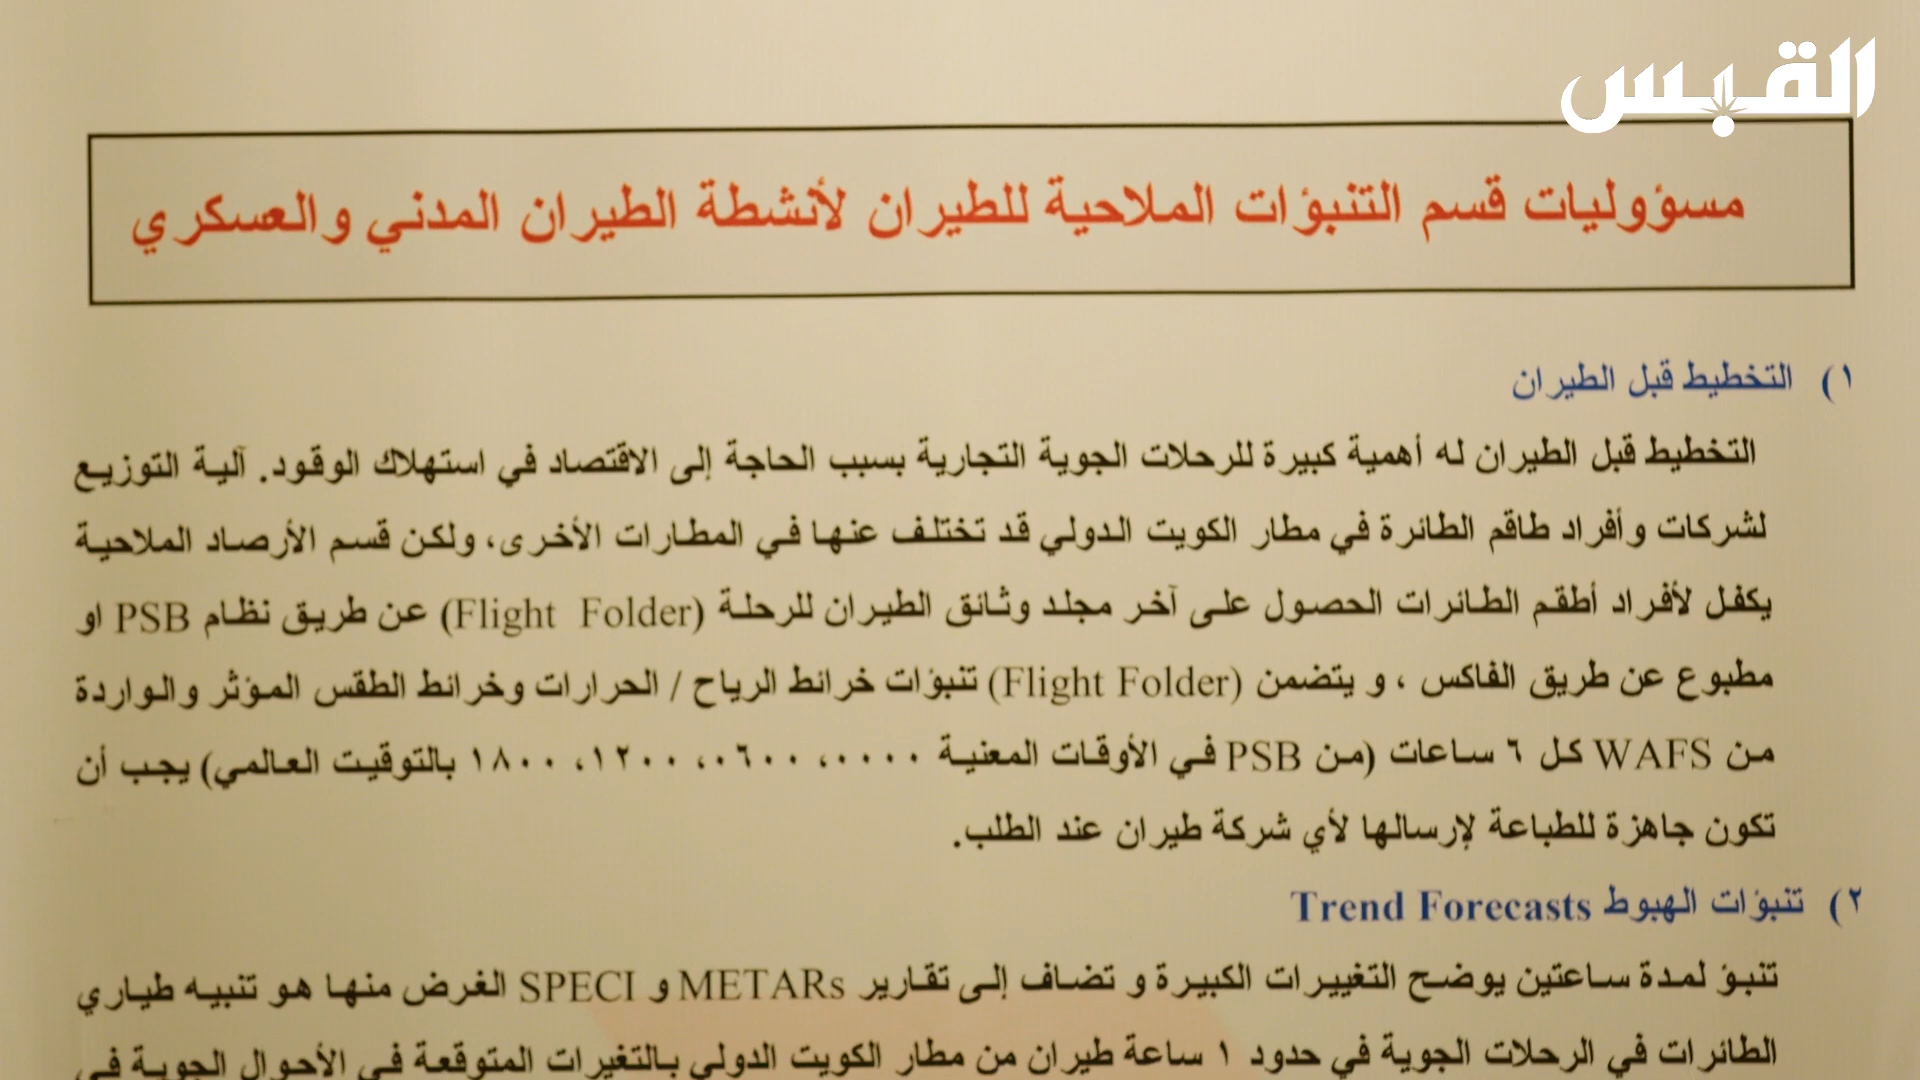 القبس
مسؤوليات قسم التنبؤات الملاحية للطيران لأنشطة الطيران المدني والعسكري
١) التخطيط قبل الطيران
التخطيط قبل الطيران له أهمية كبيرة للرحلات الجوية التجارية بسبب الحاجة إلى الاقتصاد في استهلاك الوقود. آلية التوزيع
لشركات وأفراد طاقم الطائرة في مطار الكويت الدولي قد تختلف عنها في المطارات الأخرى، ولكن قسم الأرصاد الملاحية
يكفل لأفراد أطقم الطائرات الحصول على آخر مجلد وثائق الطيران للرحلة (Flight Folder) عن طريق نظام PSB او
مطبوع عن طريق الفاكس ، و يتضمن (Flight Folder) تنبؤات خرائط الرياح / الحرارات وخرائط الطقس المؤثر والواردة
من WAFS كل ٦ ساعات (من PSB في الأوقات المعنية ٠٠٠٠، ٠٦٠٠، ١٢٠٠، ١٨٠٠ بالتوقيت العالمي) يجب أن
تكون جاهزة للطباعة لإرسالها لأي شركة طيران عند الطلب.
٢) تنبؤات الهبوط Trend Forecasts
تنبؤ لمدة ساعتين يوضح التغييرات الكبيرة و تضاف إلى تقارير METARs و SPECI الغرض منها هو تنبيه طياري
الطائرات في الرحلات الجوية في حدود ١ ساعة طيران من مطار الكويت الدولي بالتغيرات المتوقعة في الأحوال الجوية في